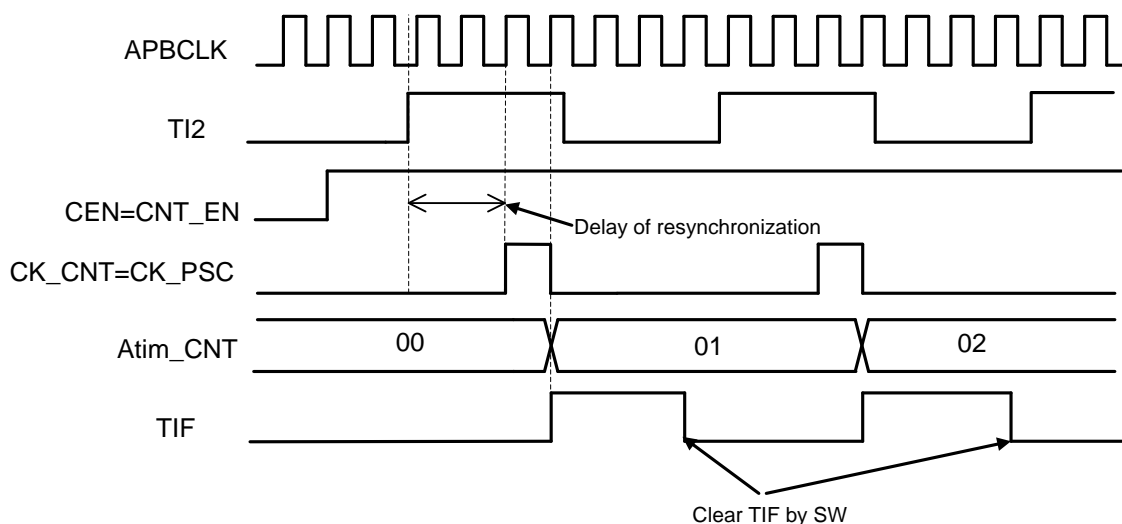 APBCLK
TI2
CEN=CNT_EN
Delay of resynchronization
CK_CNT=CK_PSC
Atim_CNT
00
01
02
TIF
Clear TIF by SW